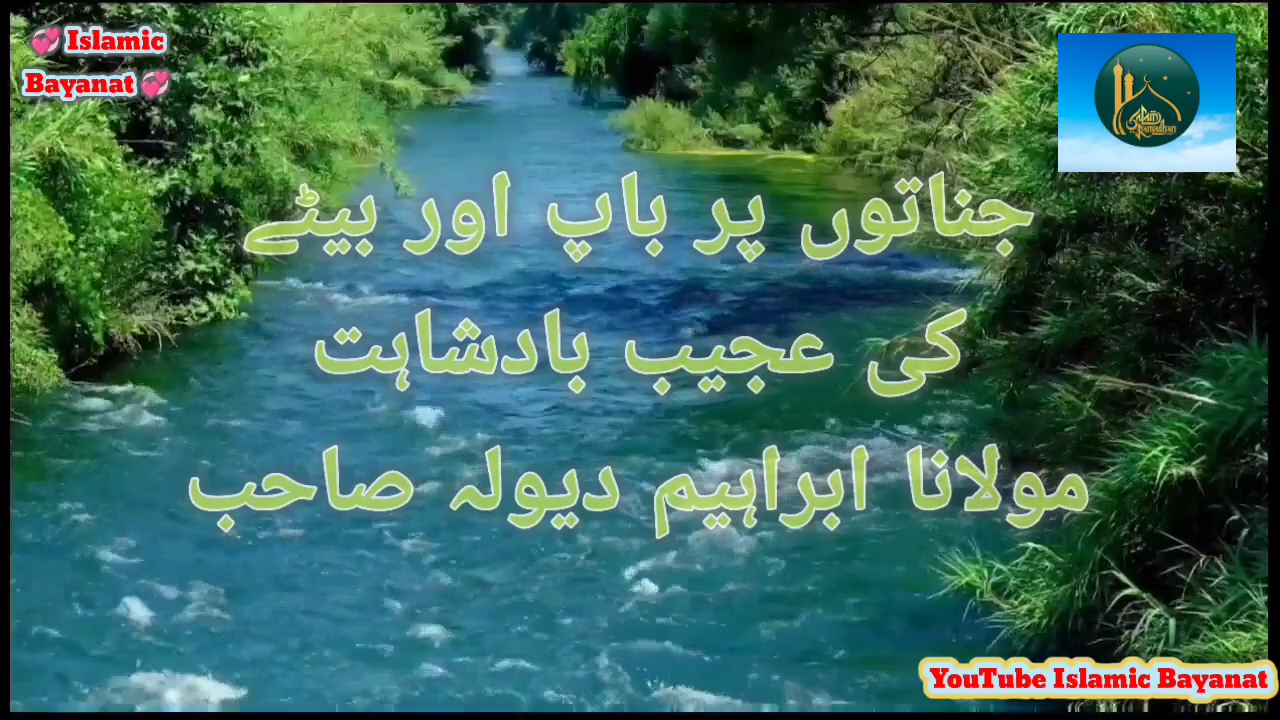 💞 Islamic
Bayanat 💞
جناتوں پر باپ اور بیٹے
کی عجیب بادشاہت
مولانا ابراہیم دیولہ صاحب
YouTube Islamic Bayanat